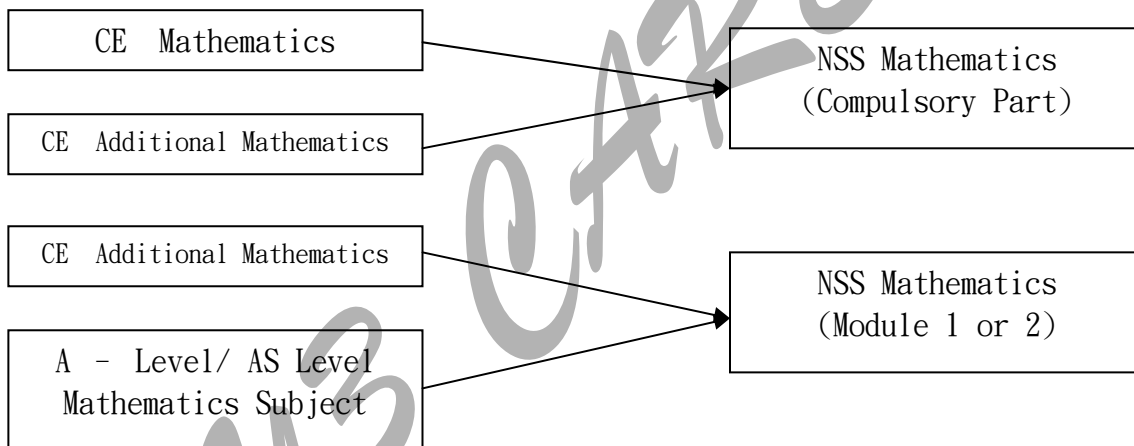 CE Mathematics
NSS Mathematics
(Compulsory Part)
CE Additional Mathematics
CE Additional Mathematics
NSS Mathematics
(Module 1 or 2)
A - Level/ AS Level
Mathematics Subject